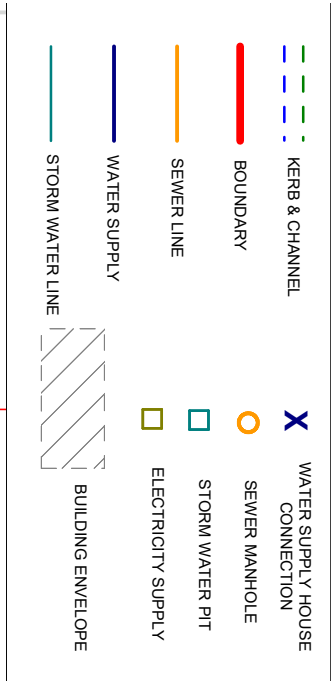 KERB & CHANNEL
BOUNDARY
SEWER LINE
WATER SUPPLY
STORM WATER LINE
X
WATER SUPPLY HOUSE
CONNECTION
SEWER MANHOLE
STORM WATER PIT
ELECTRICITY SUPPLY
BUILDING ENVELOPE